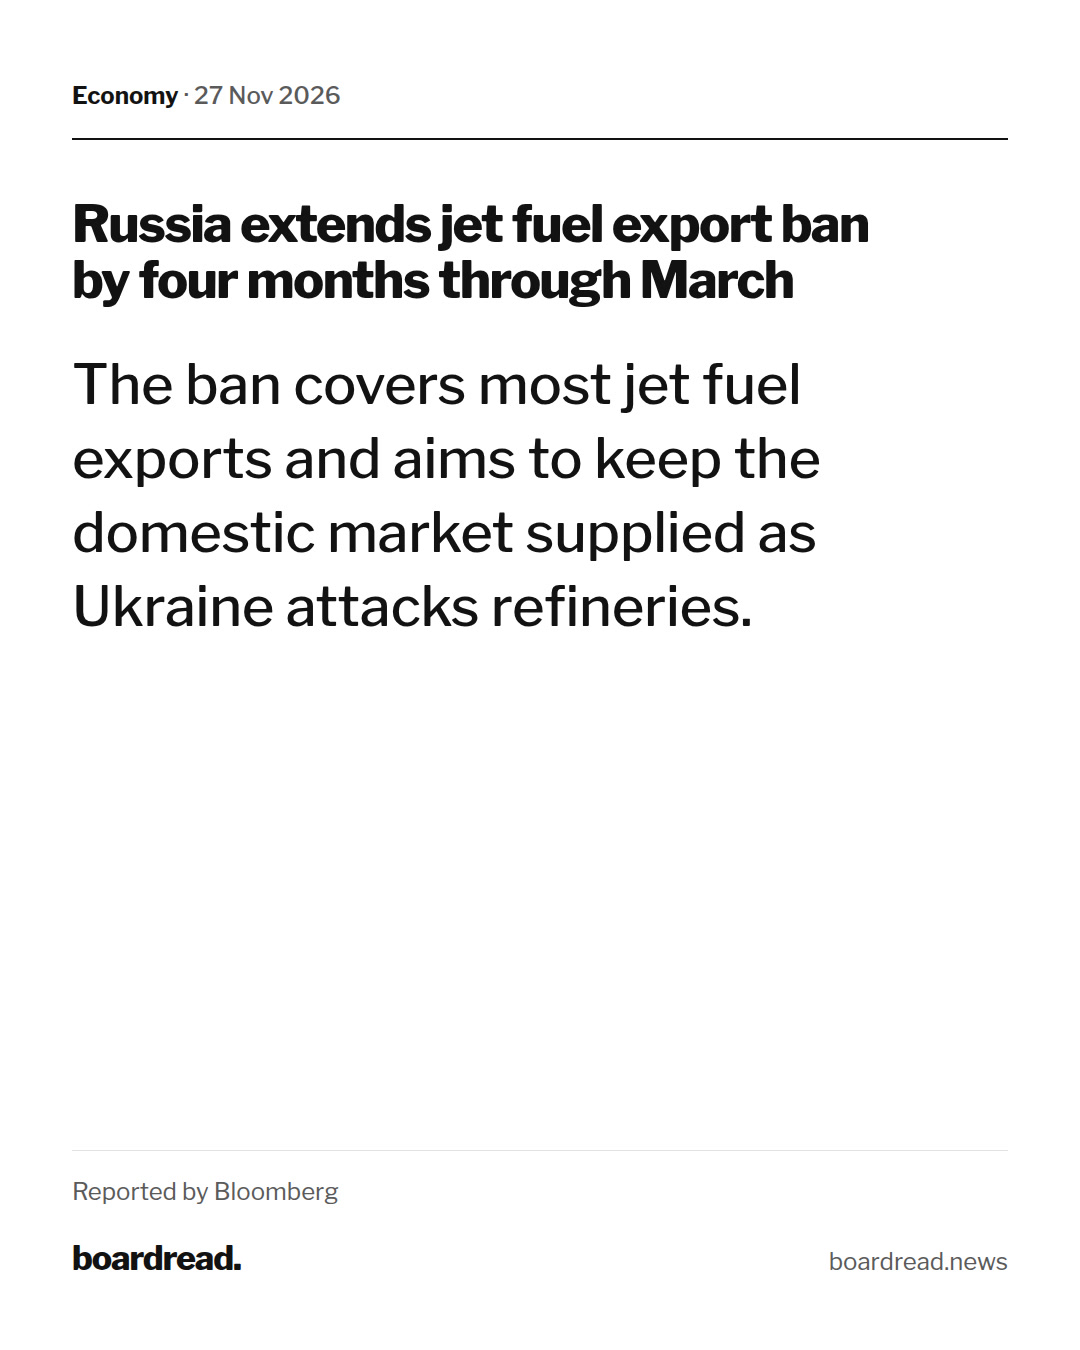 Economy · 27 Nov 2026
Russia extends jet fuel export ban
by four months through March
The ban covers most jet fuel
exports and aims to keep the
domestic market supplied as
Ukraine attacks refineries.
Reported by Bloomberg
boardread.
boardread.news